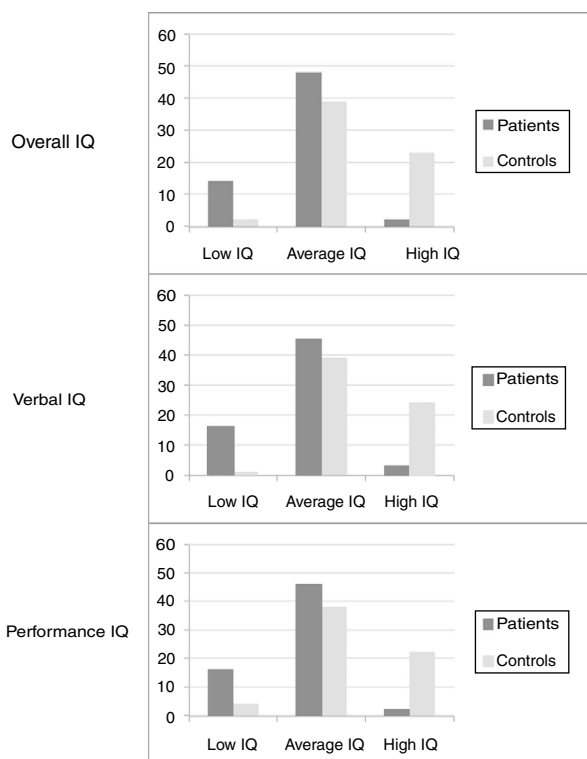 Overall IQ
60
50
40
30
20
10
0
Low IQ Average IQ High IQ
Patients
Controls
Verbal IQ
60
50
40
30
20
10
0
Low IQ Average IQ High IQ
Patients
Controls
Performance IQ
60
50
40
30
20
10
0
Low IQ Average IQ High IQ
Patients
Controls